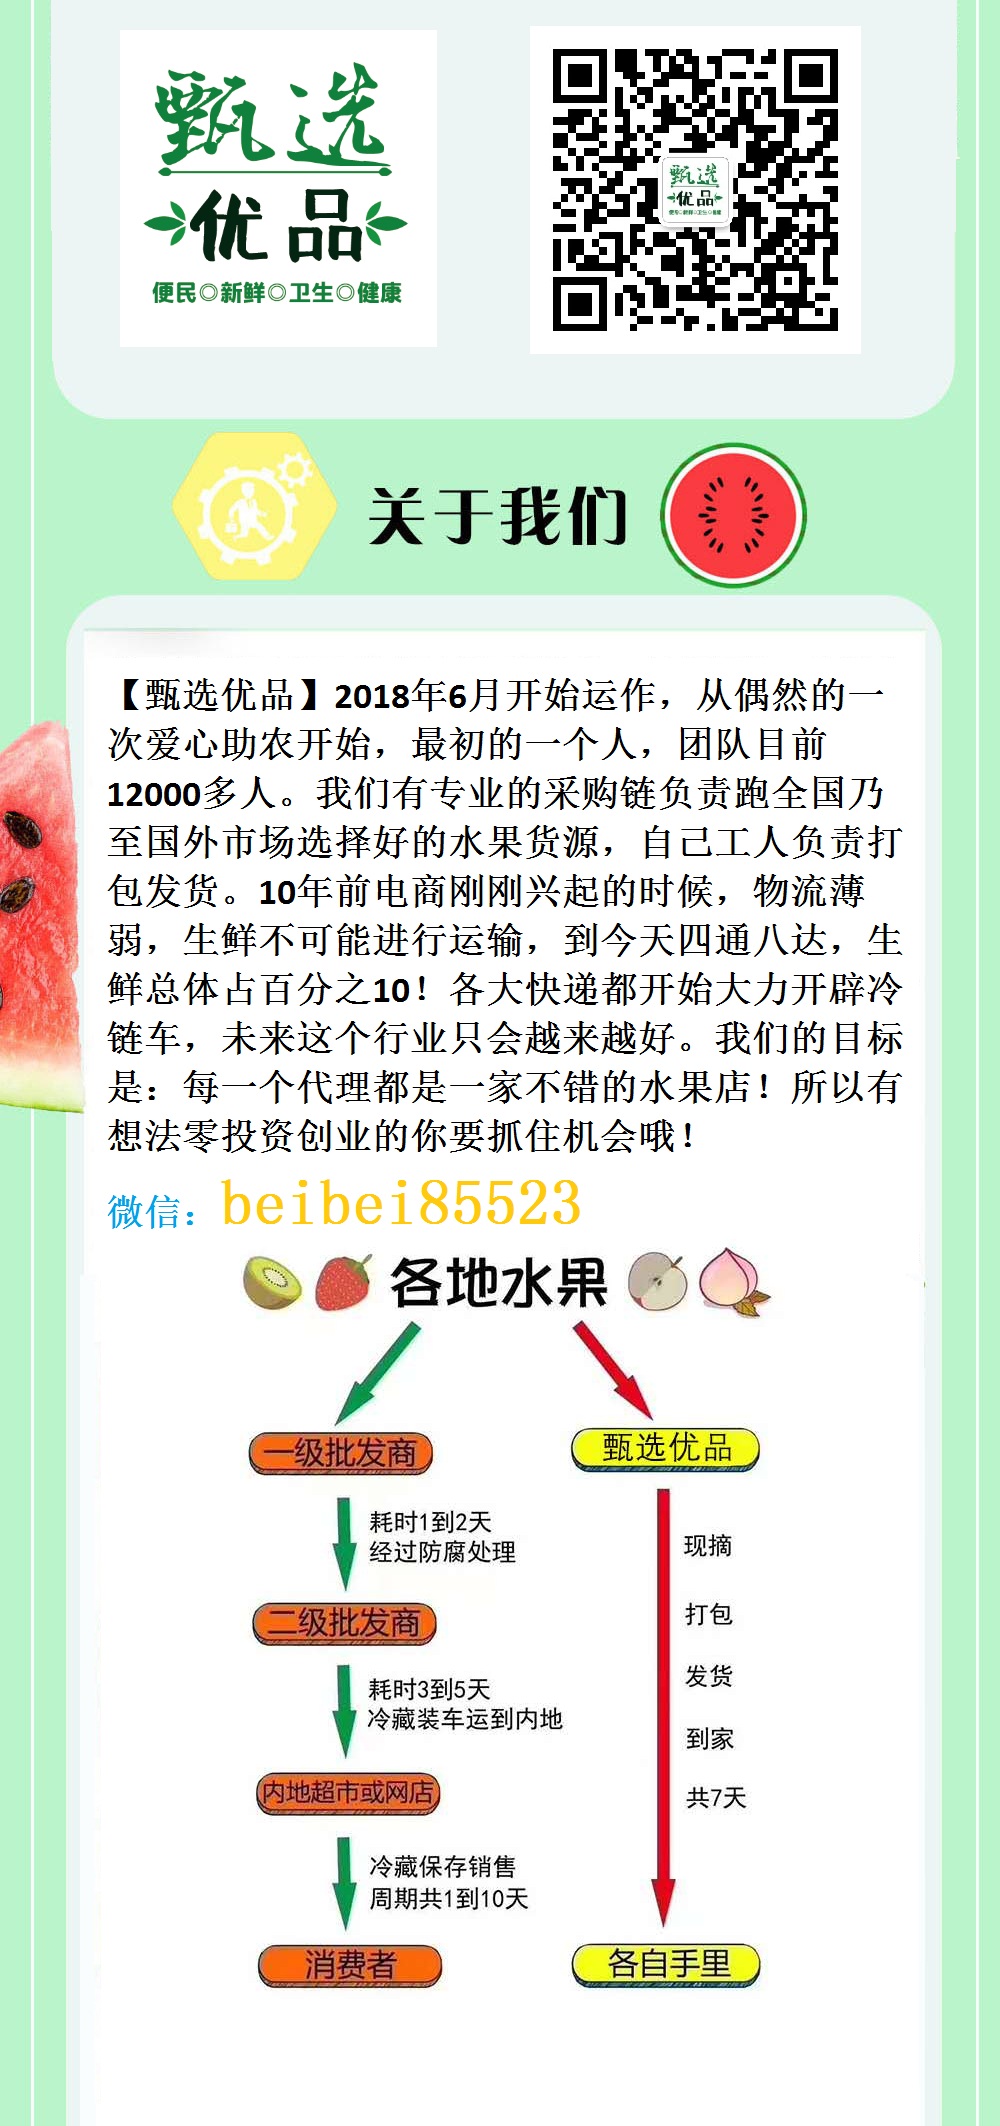 甄选
优品
便民◎新鲜◎卫生◎健康
甄选
优品
便民◎新鲜◎卫生◎健康
关于我们
【甄选优品】2018年6月开始运作，从偶然的一
次爱心助农开始，最初的一个人，团队目前
12000多人。我们有专业的采购链负责跑全国乃
至国外市场选择好的水果货源，自己工人负责打
包发货。10年前电商刚刚兴起的时候，物流薄
弱，生鲜不可能进行运输，到今天四通八达，生
鲜总体占百分之10！各大快递都开始大力开辟冷
链车，未来这个行业只会越来越好。我们的目标
是：每一个代理都是一家不错的水果店！所以有
想法零投资创业的你要抓住机会哦！
微信：beibei85523
各地水果
一级批发商
耗时1到2天
经过防腐处理
二级批发商
耗时3到5天
冷藏装车运到内地
内地超市或网店
冷藏保存销售
周期共1到10天
消费者
甄选优品
现摘
打包
发货
到家
共7天
各自手里